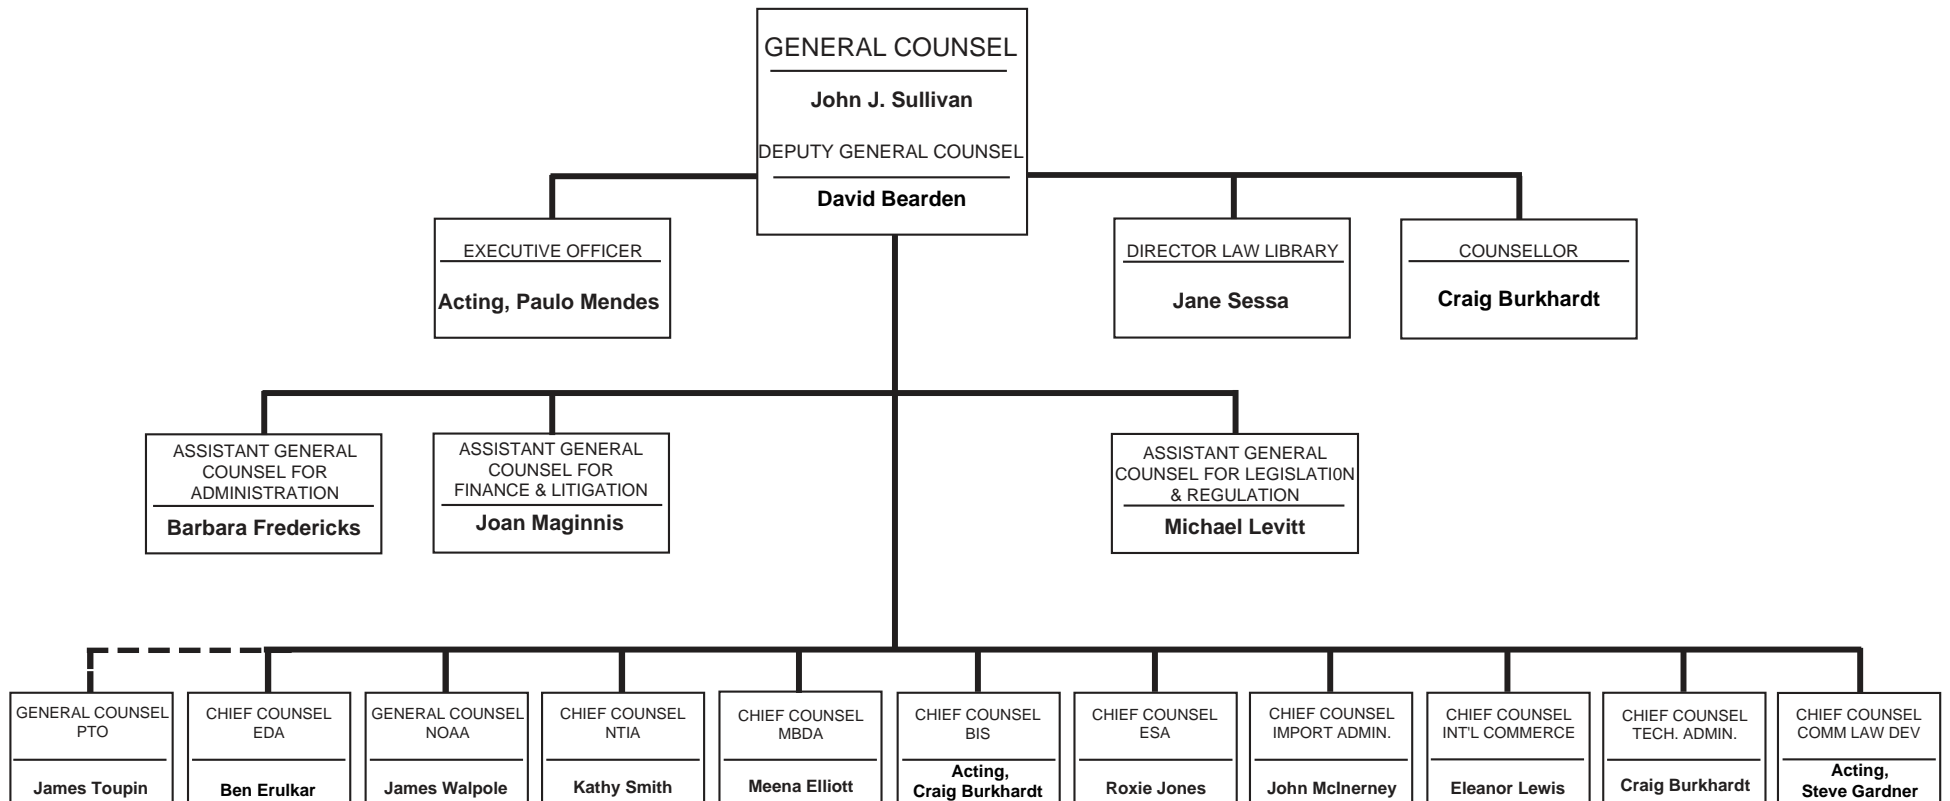 GENERAL COUNSEL
John J. Sullivan
DEPUTY GENERAL COUNSEL
David Bearden
EXECUTIVE OFFICER
Acting, Paulo Mendes
DIRECTOR LAW LIBRARY
Jane Sessa
COUNSELLOR
Craig Burkhardt
ASSISTANT GENERAL
COUNSEL FOR
ADMINISTRATION
Barbara Fredericks
ASSISTANT GENERAL
COUNSEL FOR
FINANCE & LITIGATION
Joan Maginnis
ASSISTANT GENERAL
COUNSEL FOR LEGISLATI0N
& REGULATION
Michael Levitt
GENERAL COUNSEL
PTO
James Toupin
CHIEF COUNSEL
EDA
Ben Erulkar
GENERAL COUNSEL
NOAA
James Walpole
CHIEF COUNSEL
NTIA
Kathy Smith
CHIEF COUNSEL
MBDA
Meena Elliott
CHIEF COUNSEL
BIS
Acting,
Craig Burkhardt
CHIEF COUNSEL
ESA
Roxie Jones
CHIEF COUNSEL
IMPORT ADMIN.
John McInerney
CHIEF COUNSEL
INT'L COMMERCE
Eleanor Lewis
CHIEF COUNSEL
TECH. ADMIN.
Craig Burkhardt
CHIEF COUNSEL
COMM LAW DEV
Acting,
Steve Gardner